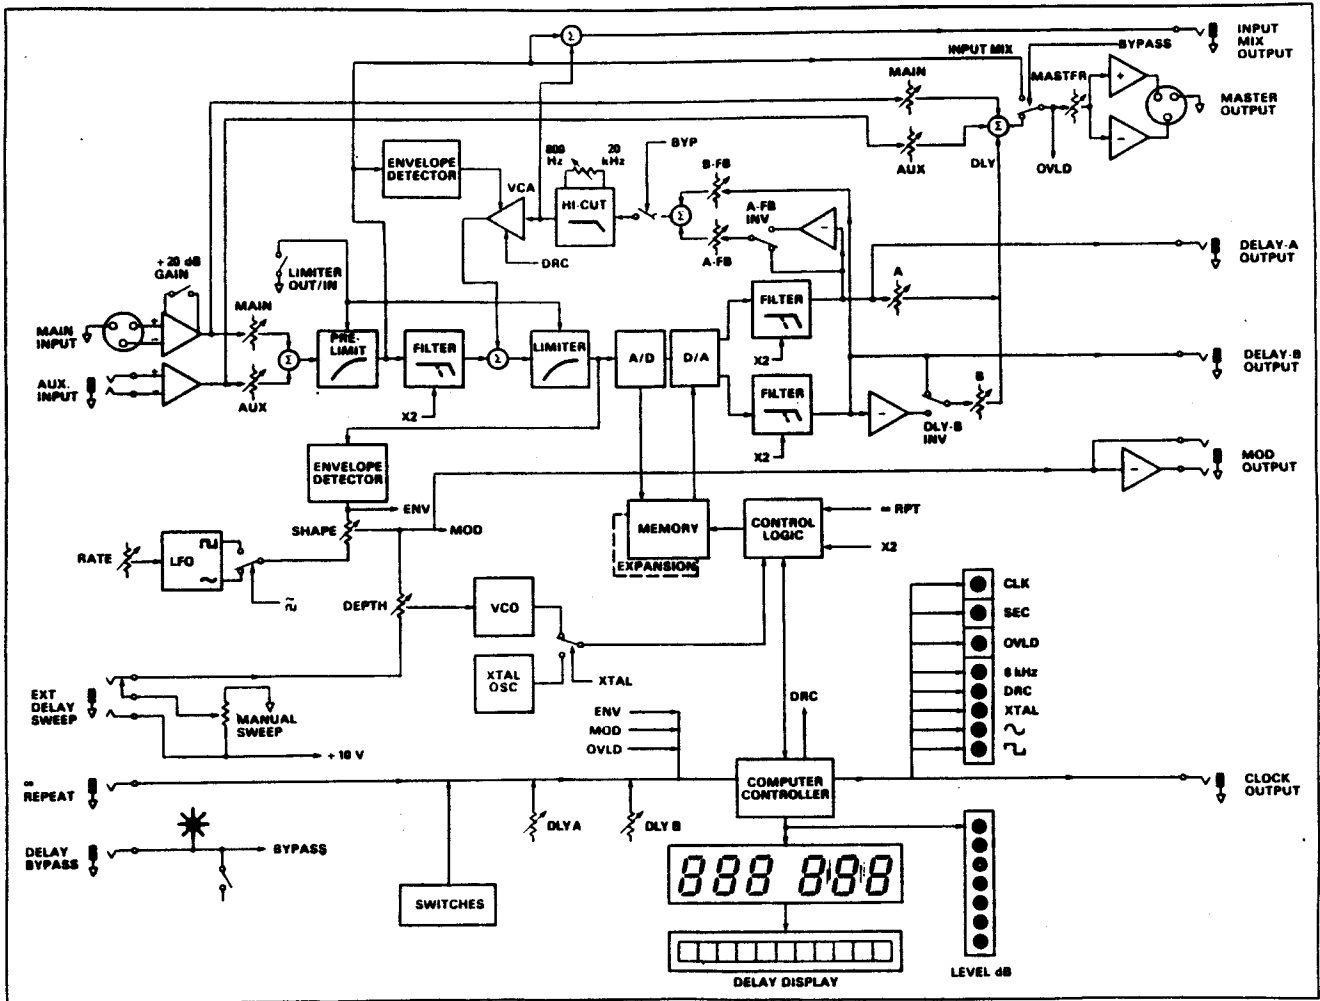 INPUT
MIX
OUTPUT
INPUT MIX
BYPASS
MAIN
MASTER
MASTER
OUTPUT
Σ
Σ
AUX
DLY
OVLD
ENVELOPE
DETECTOR
VCA
800
Hz
20
kHz
BYP
HI-CUT
B-FB
Σ
A-FB
INV
A-FB
DRC
DELAY-A
OUTPUT
+20 dB
GAIN
LIMITER
OUT/IN
MAIN
MAIN
INPUT
AUX.
INPUT
AUX
Σ
PRE-
LIMIT
FILTER
X2
Σ
LIMITER
A/D
D/A
FILTER
X2
A
FILTER
X2
DLY-B
INV
B
DELAY-B
OUTPUT
ENVELOPE
DETECTOR
ENV
SHAPE
MOD
MOD
OUTPUT
RATE
LFO
MEMORY
EXPANSION
CONTROL
LOGIC
∞ RPT
X2
DEPTH
VCO
XTAL
OSC
XTAL
CLK
SEC
OVLD
6 kHz
DRC
XTAL
EXT
DELAY
SWEEP
MANUAL
SWEEP
+10 V
ENV
MOD
OVLD
DRC
∞
REPEAT
COMPUTER
CONTROLLER
CLOCK
OUTPUT
DLY A
DLY B
DELAY
BYPASS
BYPASS
SWITCHES
888 888
DELAY DISPLAY
LEVEL dB